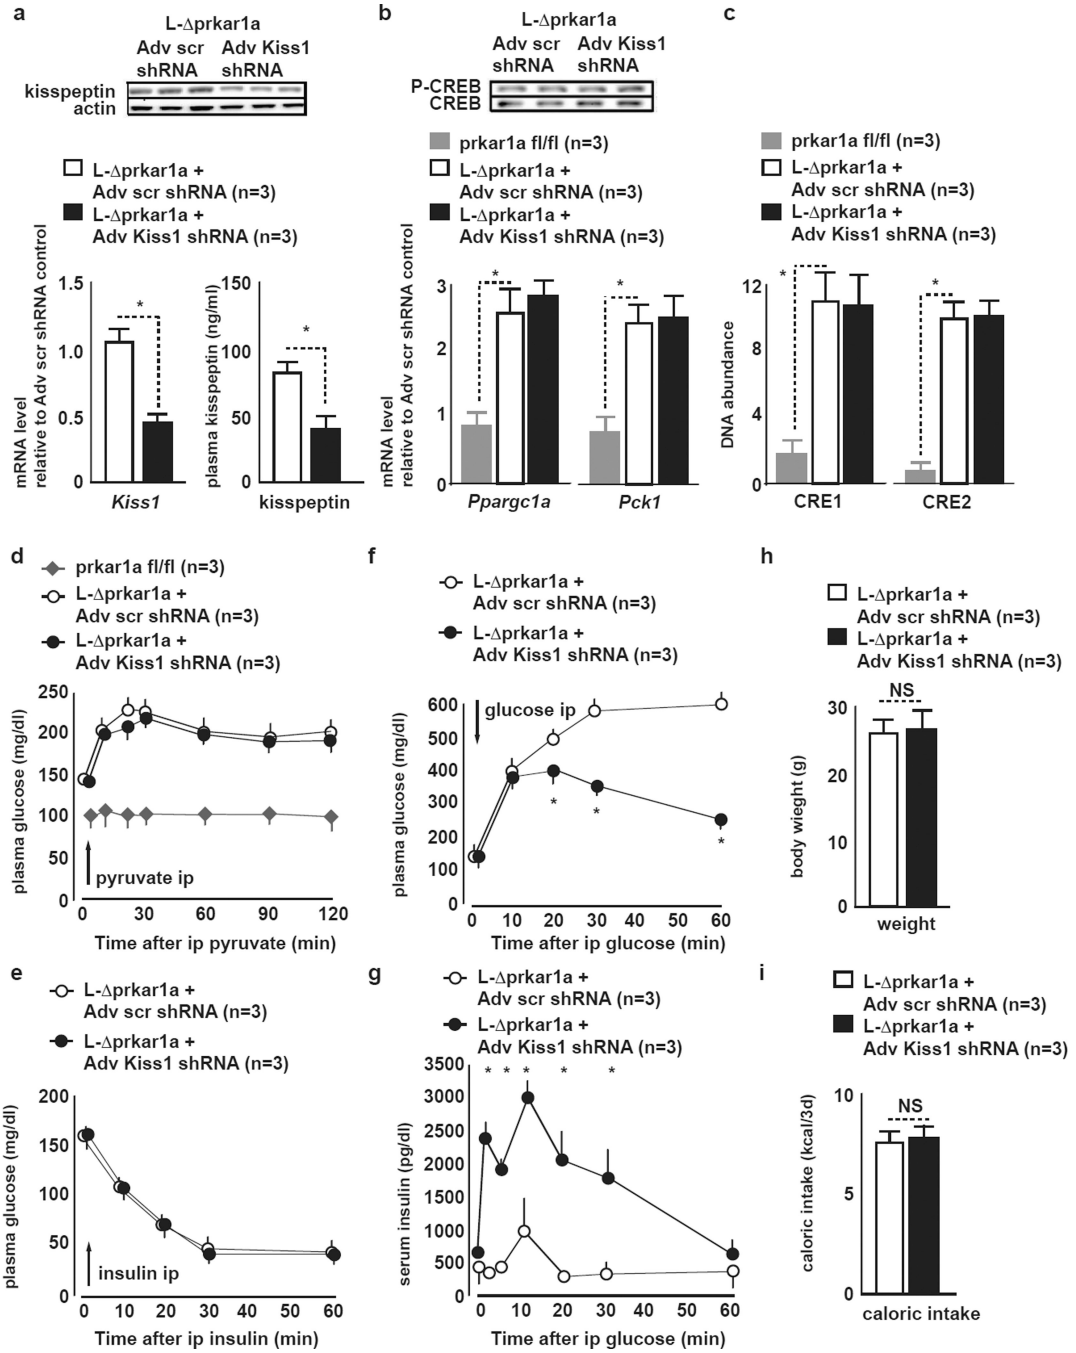 a
L-Δprkar1a
Adv scr Adv Kiss1
shRNA shRNA
kisspeptin
actin
L-Δprkar1a +
Adv scr shRNA (n=3)
L-Δprkar1a +
Adv Kiss1 shRNA (n=3)
mRNA level
relative to Adv scr shRNA control
1.5
1.0
0.5
0
*
Kiss1
plasma kisspeptin (ng/ml)
150
100
50
0
*
kisspeptin
b
L-Δprkar1a
Adv scr Adv Kiss1
shRNA shRNA
P-CREB
CREB
prkar1a fl/fl (n=3)
L-Δprkar1a +
Adv scr shRNA (n=3)
L-Δprkar1a +
Adv Kiss1 shRNA (n=3)
mRNA level
relative to Adv scr shRNA control
3
2
1
0
* *
Ppargc1a Pck1
c
prkar1a fl/fl (n=3)
L-Δprkar1a +
Adv scr shRNA (n=3)
L-Δprkar1a +
Adv Kiss1 shRNA (n=3)
DNA abundance
12
8
4
0
* *
CRE1 CRE2
d
prkar1a fl/fl (n=3)
L-Δprkar1a +
Adv scr shRNA (n=3)
L-Δprkar1a +
Adv Kiss1 shRNA (n=3)
plasma glucose (mg/dl)
250
200
150
100
50
0
pyruvate ip
0 30 60 90 120
Time after ip pyruvate (min)
e
L-Δprkar1a +
Adv scr shRNA (n=3)
L-Δprkar1a +
Adv Kiss1 shRNA (n=3)
plasma glucose (mg/dl)
200
150
100
50
0
insulin ip
0 10 20 30 40 50 60
Time after ip insulin (min)
f
L-Δprkar1a +
Adv scr shRNA (n=3)
L-Δprkar1a +
Adv Kiss1 shRNA (n=3)
plasma glucose (mg/dl)
600
500
400
300
200
100
0
glucose ip
* * *
10 20 30 40 50 60
Time after ip glucose (min)
g
L-Δprkar1a +
Adv scr shRNA (n=3)
L-Δprkar1a +
Adv Kiss1 shRNA (n=3)
serum insulin (pg/dl)
3500
3000
2500
2000
1500
1000
500
0
* * * * *
0 10 20 30 40 50 60
Time after ip glucose (min)
h
L-Δprkar1a +
Adv scr shRNA (n=3)
L-Δprkar1a +
Adv Kiss1 shRNA (n=3)
body wieght (g)
30
20
10
0
NS
weight
i
L-Δprkar1a +
Adv scr shRNA (n=3)
L-Δprkar1a +
Adv Kiss1 shRNA (n=3)
caloric intake (kcal/3d)
10
5
0
NS
caloric intake